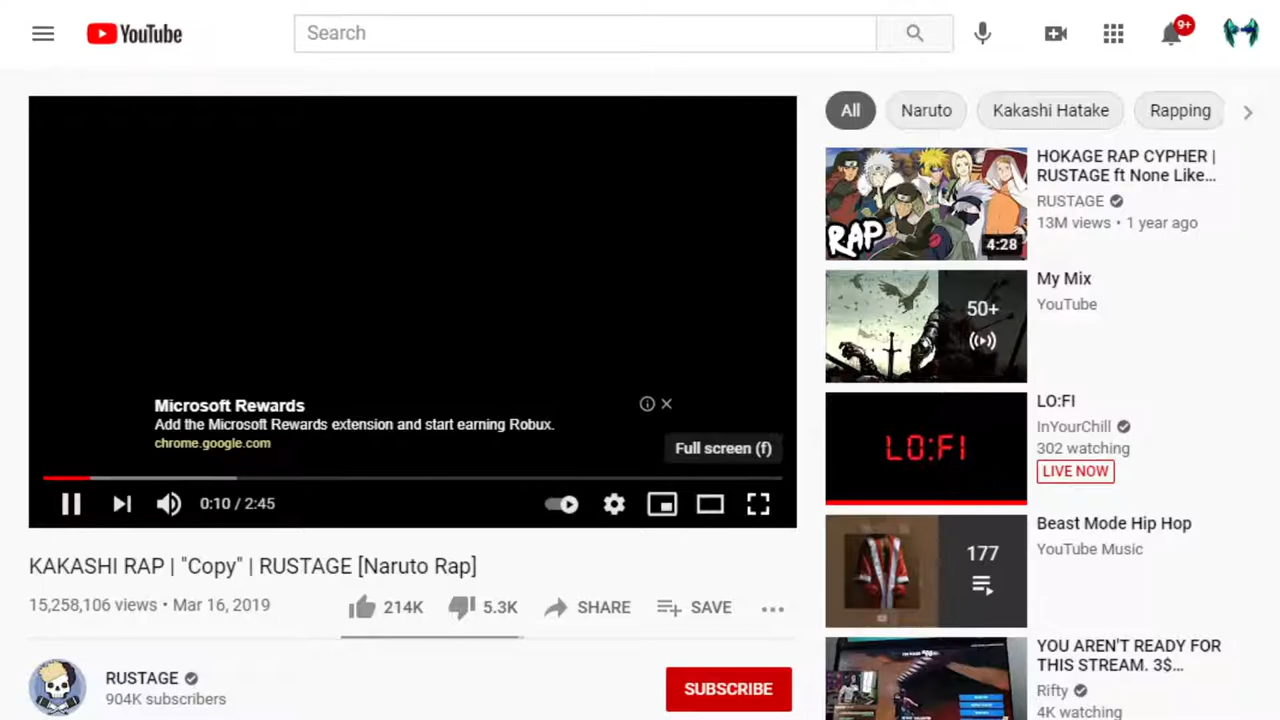 YouTube
Search
9+
All
Naruto
Kakashi Hatake
Rapping
Microsoft Rewards
Add the Microsoft Rewards extension and start earning Robux.
chrome.google.com
Full screen (f)
0:10 / 2:45
KAKASHI RAP | "Copy" | RUSTAGE [Naruto Rap]
15,258,106 views • Mar 16, 2019
214K
5.3K
SHARE
SAVE
RUSTAGE
904K subscribers
SUBSCRIBE
RAP
4:28
HOKAGE RAP CYPHER |
RUSTAGE ft None Like...
RUSTAGE
13M views • 1 year ago
50+
My Mix
YouTube
LO:FI
LO:FI
InYourChill
302 watching
LIVE NOW
177
Beast Mode Hip Hop
YouTube Music
YOU AREN'T READY FOR
THIS STREAM. 3$...
Rifty
4K watching